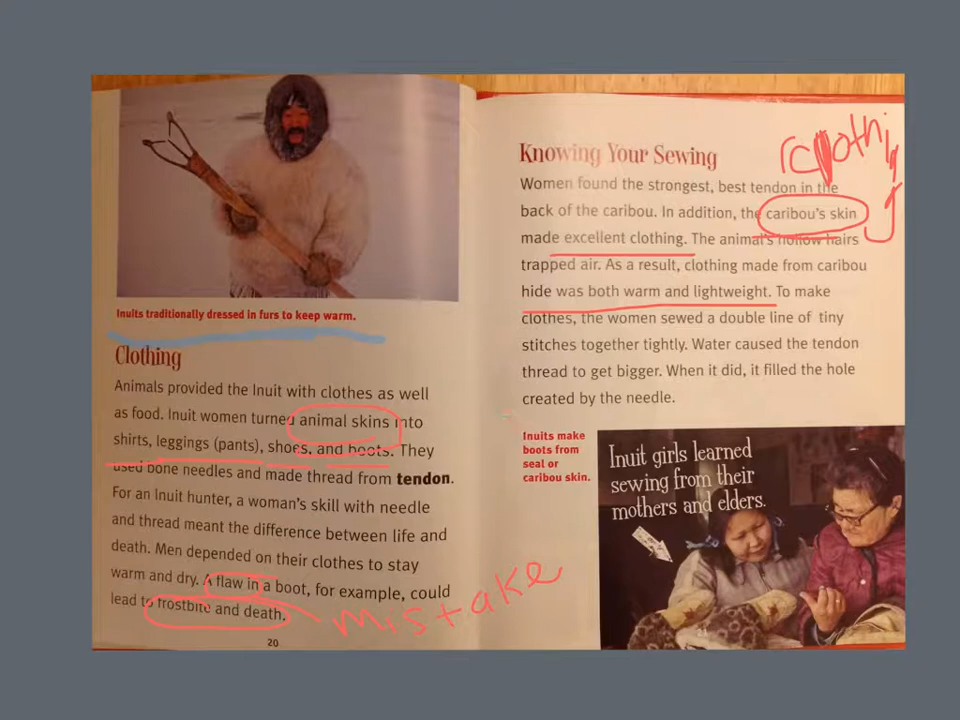 Inuits traditionally dressed in furs to keep warm.
Clothing
Animals provided the Inuit with clothes as well
as food. Inuit women turned animal skins into
shirts, leggings (pants), shoes, and boots. They
used bone needles and made thread from tendon.
For an Inuit hunter, a woman's skill with needle
and thread meant the difference between life and
death. Men depended on their clothes to stay
warm and dry. A flaw in a boot, for example, could
lead to frostbite and death.
mistake
20
Knowing Your Sewing
Women found the strongest, best tendon in the
back of the caribou. In addition, the caribou's skin
made excellent clothing. The animal's hollow hairs
trapped air. As a result, clothing made from caribou
hide was both warm and lightweight. To make
clothes, the women sewed a double line of tiny
stitches together tightly. Water caused the tendon
thread to get bigger. When it did, it filled the hole
created by the needle.
Inuits make
boots from
seal or
caribou skin.
Inuit girls learned
sewing from their
mothers and elders.